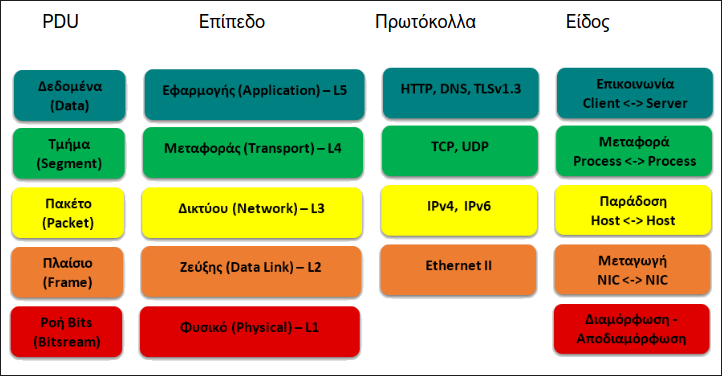 PDU Επίπεδο Πρωτόκολλα Είδος
Δεδομένα
(Data)
Εφαρμογής (Application) – L5
HTTP, DNS, TLSv1.3
Επικοινωνία
Client <-> Server
Τμήμα
(Segment)
Μεταφοράς (Transport) – L4
TCP, UDP
Μεταφορά
Process <-> Process
Πακέτο
(Packet)
Δικτύου (Network) – L3
IPv4, IPv6
Παράδοση
Host <-> Host
Πλαίσιο
(Frame)
Ζεύξης (Data Link) – L2
Ethernet II
Μεταγωγή
NIC <-> NIC
Ροή Bits
(Bitsream)
Φυσικό (Physical) – L1
Διαμόρφωση -
Αποδιαμόρφωση